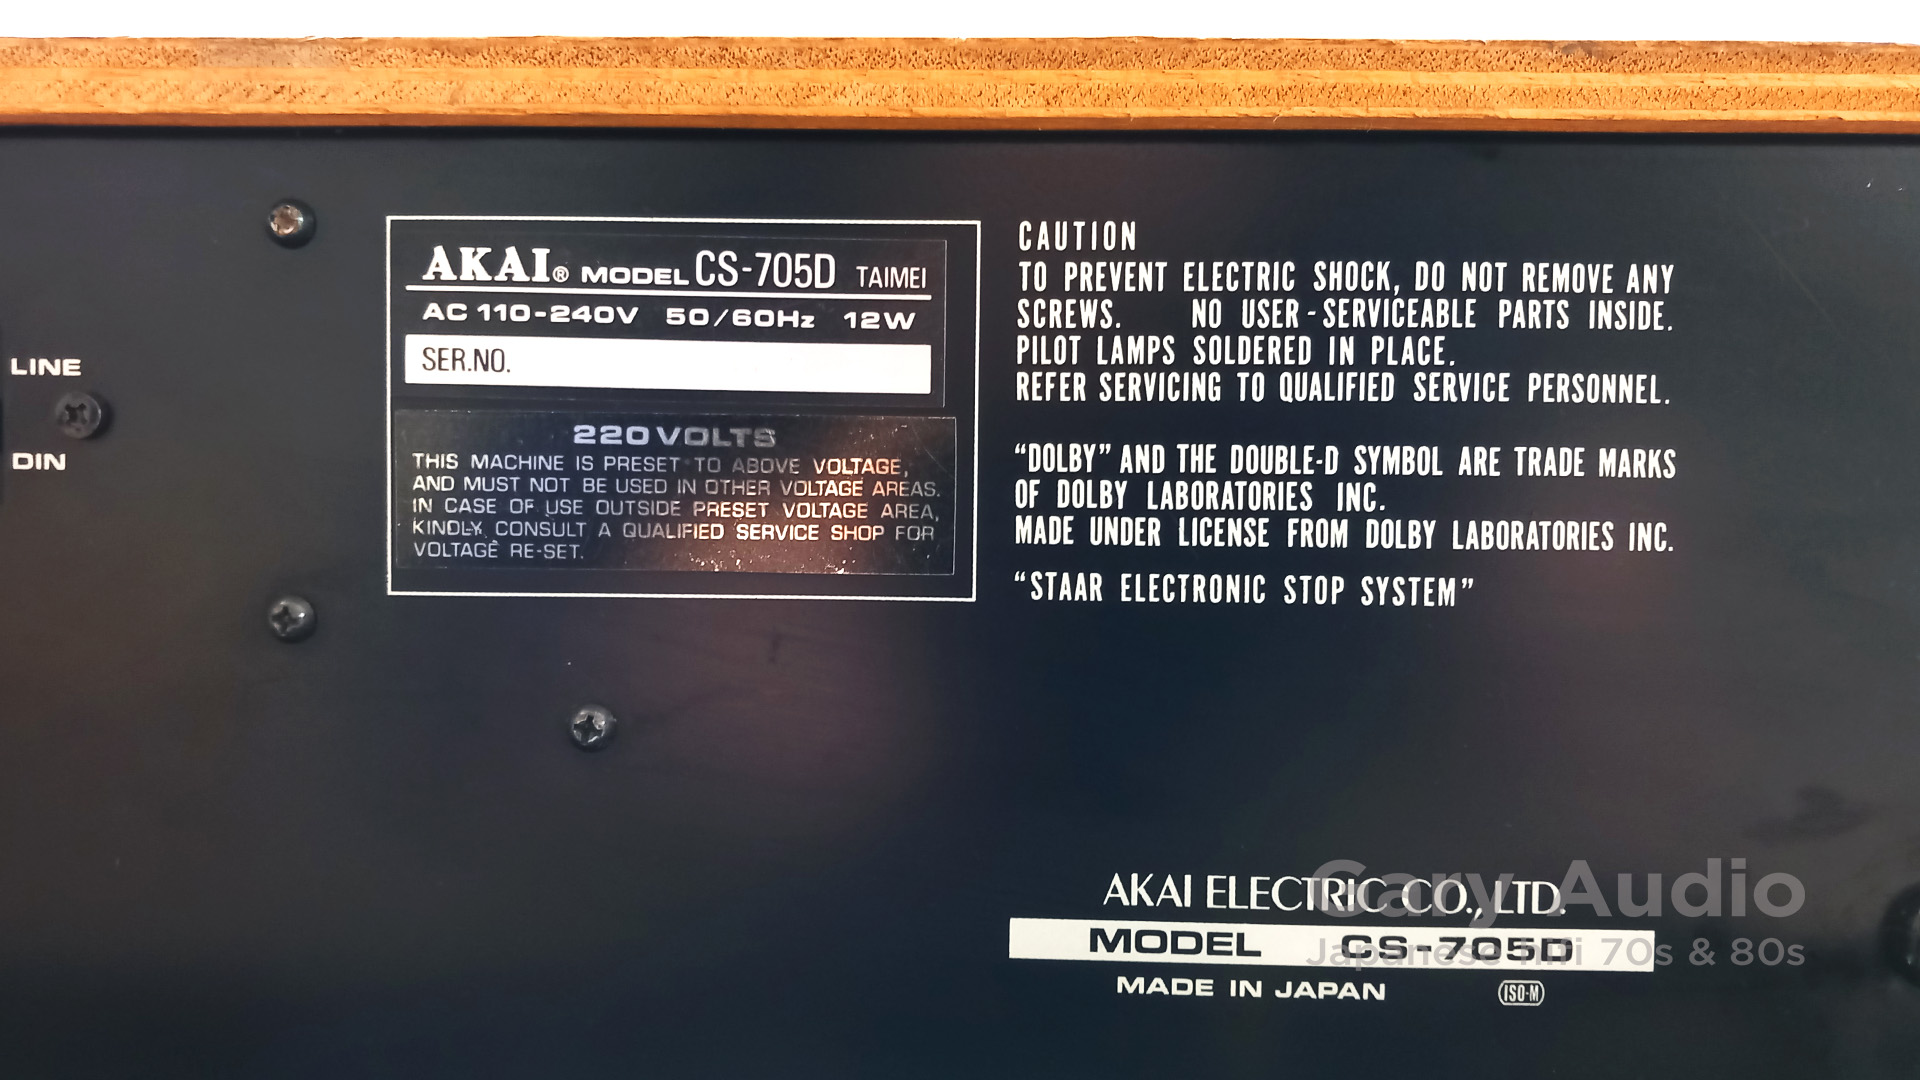 LINE
DIN
AKAI® MODEL CS-705D TAIMEI
AC 110-240V 50/60Hz 12W
SER.NO.
220 VOLTS
THIS MACHINE IS PRESET TO ABOVE VOLTAGE,
AND MUST NOT BE USED IN OTHER VOLTAGE AREAS.
IN CASE OF USE OUTSIDE PRESET VOLTAGE AREA,
KINDLY CONSULT A QUALIFIED SERVICE SHOP FOR
VOLTAGE RE-SET.
CAUTION
TO PREVENT ELECTRIC SHOCK, DO NOT REMOVE ANY
SCREWS. NO USER-SERVICEABLE PARTS INSIDE.
PILOT LAMPS SOLDERED IN PLACE.
REFER SERVICING TO QUALIFIED SERVICE PERSONNEL.
"DOLBY" AND THE DOUBLE-D SYMBOL ARE TRADE MARKS
OF DOLBY LABORATORIES INC.
MADE UNDER LICENSE FROM DOLBY LABORATORIES INC.
"STAAR ELECTRONIC STOP SYSTEM"
AKAI ELECTRIC CO., LTD.
MODEL CS-705D
MADE IN JAPAN ISO-M
Gary Audio
Japanese hifi 70s & 80s